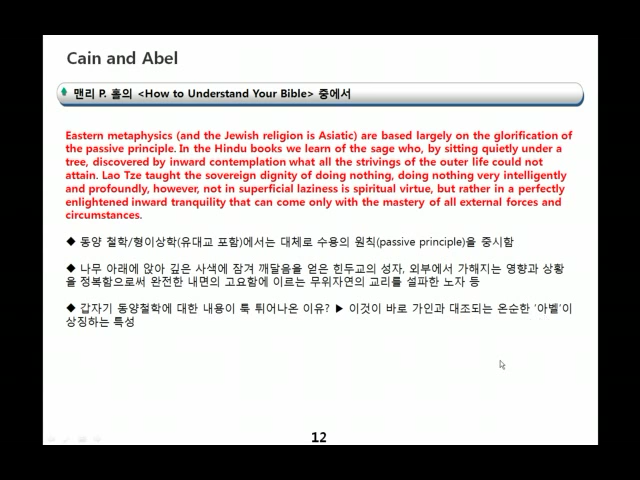 Cain and Abel
맨리 P. 홀의 <How to Understand Your Bible> 중에서
Eastern metaphysics (and the Jewish religion is Asiatic) are based largely on the glorification of
the passive principle. In the Hindu books we learn of the sage who, by sitting quietly under a
tree, discovered by inward contemplation what all the strivings of the outer life could not
attain. Lao Tze taught the sovereign dignity of doing nothing, doing nothing very intelligently
and profoundly, however, not in superficial laziness is spiritual virtue, but rather in a perfectly
enlightened inward tranquility that can come only with the mastery of all external forces and
circumstances.
◆ 동양 철학/형이상학(유대교 포함)에서는 대체로 수용의 원칙(passive principle)을 중시함
◆ 나무 아래에 앉아 깊은 사색에 잠겨 깨달음을 얻은 힌두교의 성자, 외부에서 가해지는 영향과 상황
을 정복함으로써 완전한 내면의 고요함에 이르는 무위자연의 교리를 설파한 노자 등
◆ 갑자기 동양철학에 대한 내용이 툭 튀어나온 이유? ▶ 이것이 바로 가인과 대조되는 온순한 '아벨'이
상징하는 특성
12